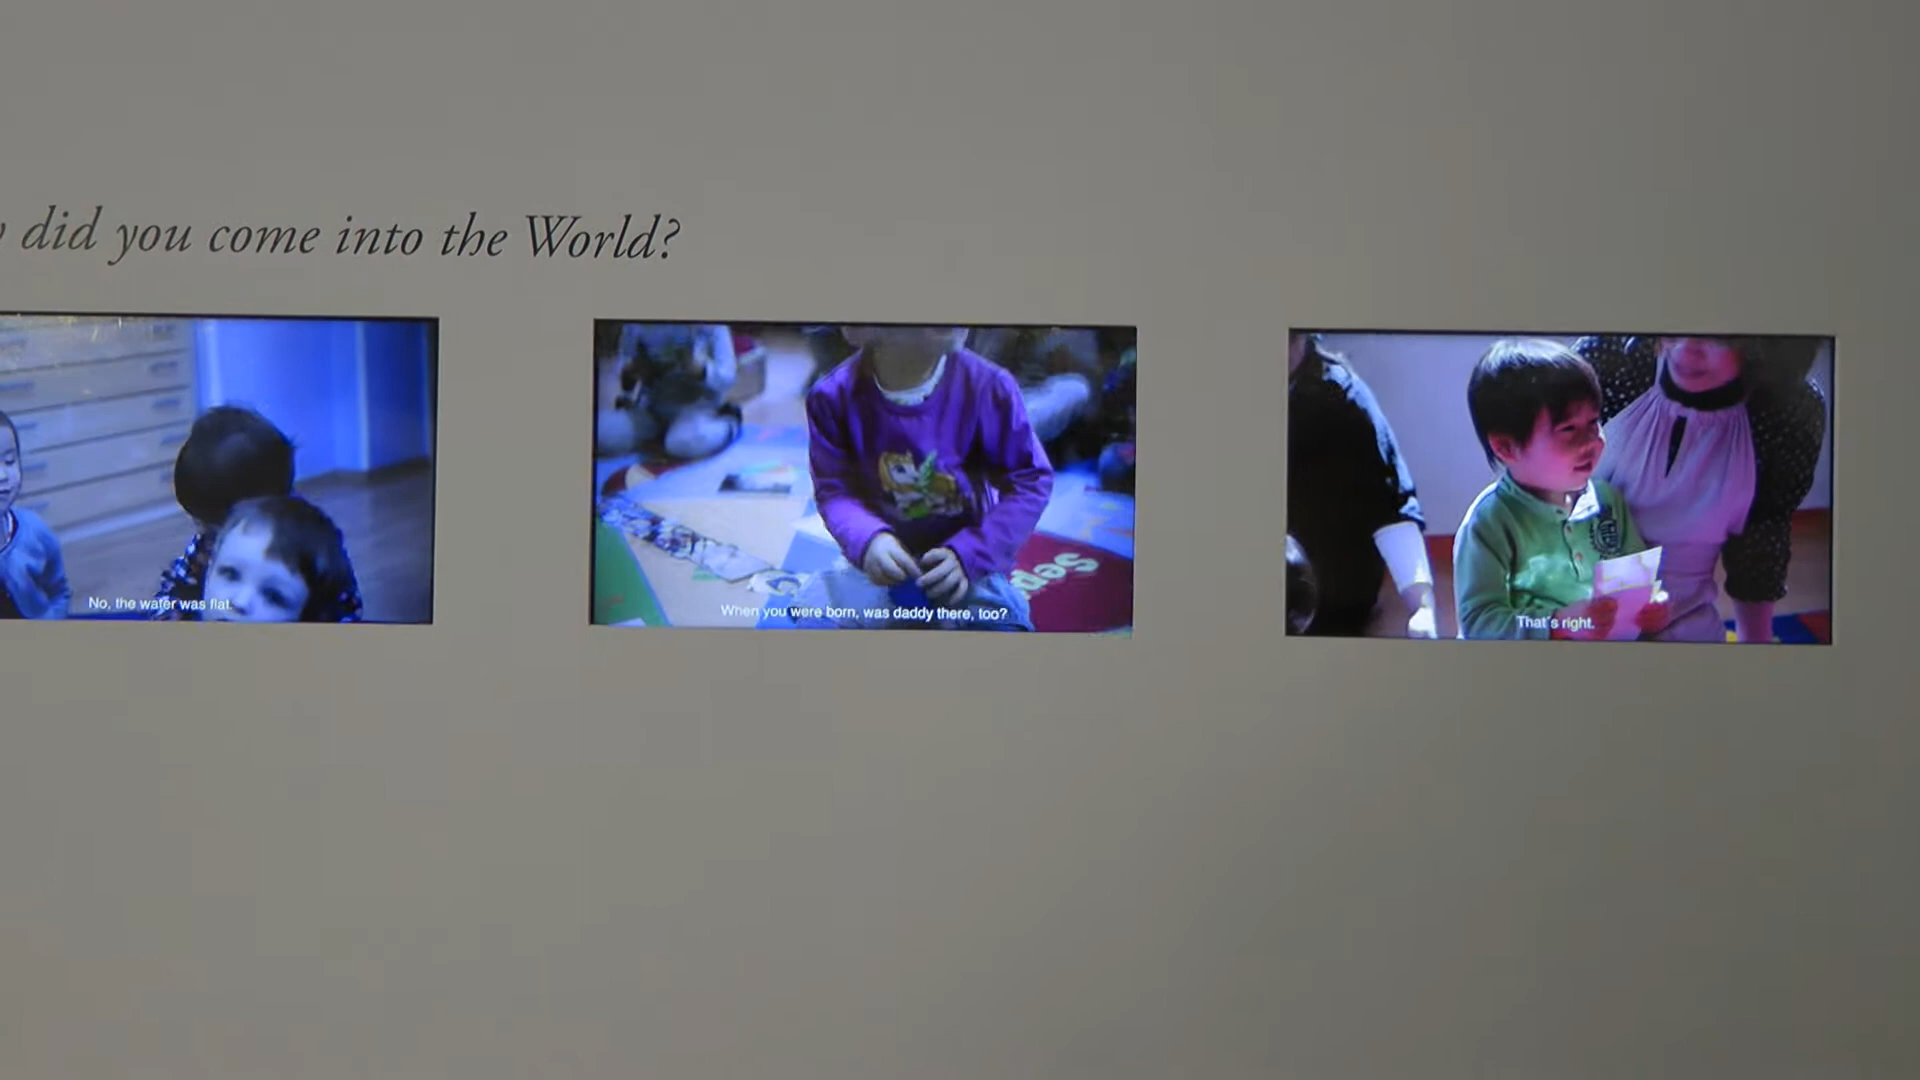 did you come into the World?
No, the water was flat.
When you were born, was daddy there, too?
Sep
That's right.